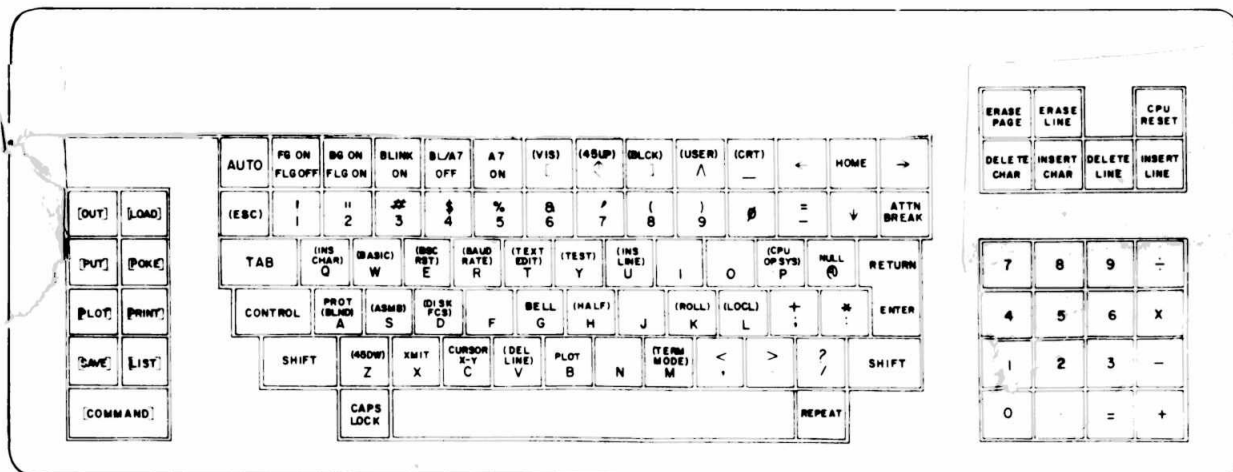 ERASE PAGE
ERASE LINE
CPU RESET
DELETE CHAR
INSERT CHAR
DELETE LINE
INSERT LINE
AUTO
FG ON FLG OFF
BG ON FLG ON
BLINK ON
BL/A7 OFF
A7 ON
(VIS) [
(45UP)
(BLCK) ]
(USER) Λ
(CRT) _
←
HOME
→
(ESC)
! 1
" 2
# 3
$ 4
% 5
& 6
' 7
( 8
) 9
Ø
= -
↓
ATTN BREAK
TAB
(INS CHAR) Q
(BASIC) W
(BSC RST) E
(BAUD RATE) R
(TEXT EDIT) T
(TEST) Y
(INS LINE) U
I
O
(CPU OPSYS) P
NULL @
RETURN
CONTROL
PROT (BLND) A
(ASMB) S
(DISK FCS) D
F
BELL G
(HALF) H
J
(ROLL) K
(LOCL) L
+ ;
* :
ENTER
SHIFT
(45DW) Z
XMIT X
CURSOR X-Y C
(DEL LINE) V
PLOT B
N
(TERM MODE) M
< ,
>
? /
SHIFT
CAPS LOCK
REPEAT
[OUT] [LOAD]
[PUT] [POKE]
[PLOT] [PRINT]
[SAVE] [LIST]
[COMMAND]
7 8 9 ÷
4 5 6 X
1 2 3 -
0 . = +